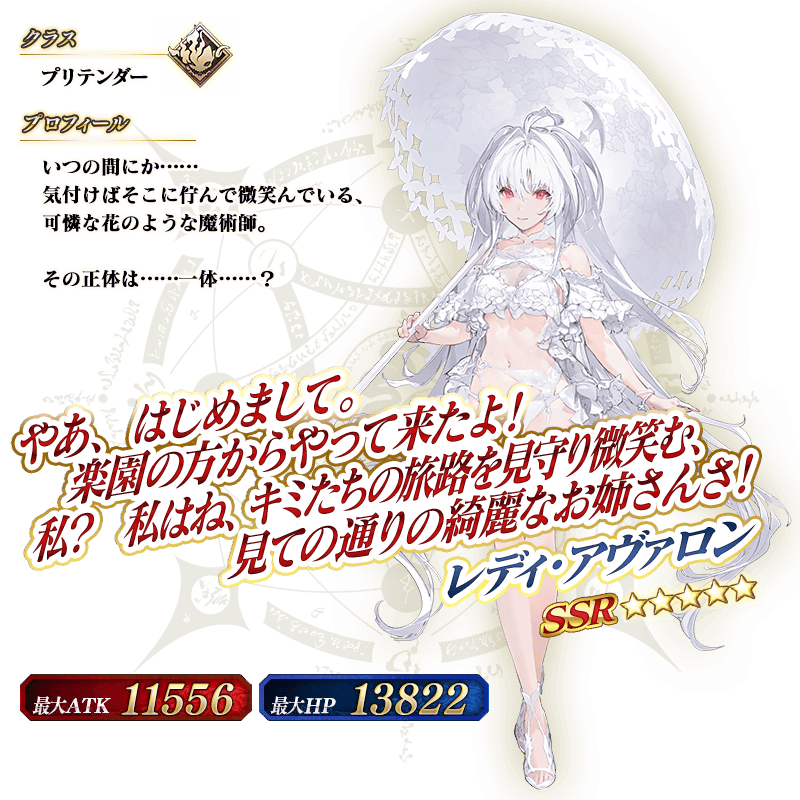 クラス
プリテンダー
プロフィール
いつの間にか……
気付けばそこに佇んで微笑んでいる、
可憐な花のような魔術師。
その正体は……一体……？
やあ、はじめまして。
楽園の方からやって来たよ！
私？ 私はね、キミたちの旅路を見守り微笑む、
見ての通りの綺麗なお姉さんさ！
レディ・アヴァロン
SSR ☆☆☆☆☆
最大ATK 11556
最大HP 13822